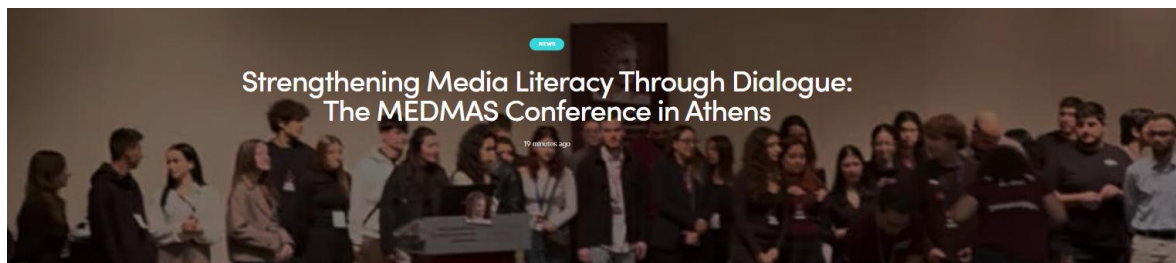 NEWS
Strengthening Media Literacy Through Dialogue:
The MEDMAS Conference in Athens
19 minutes ago